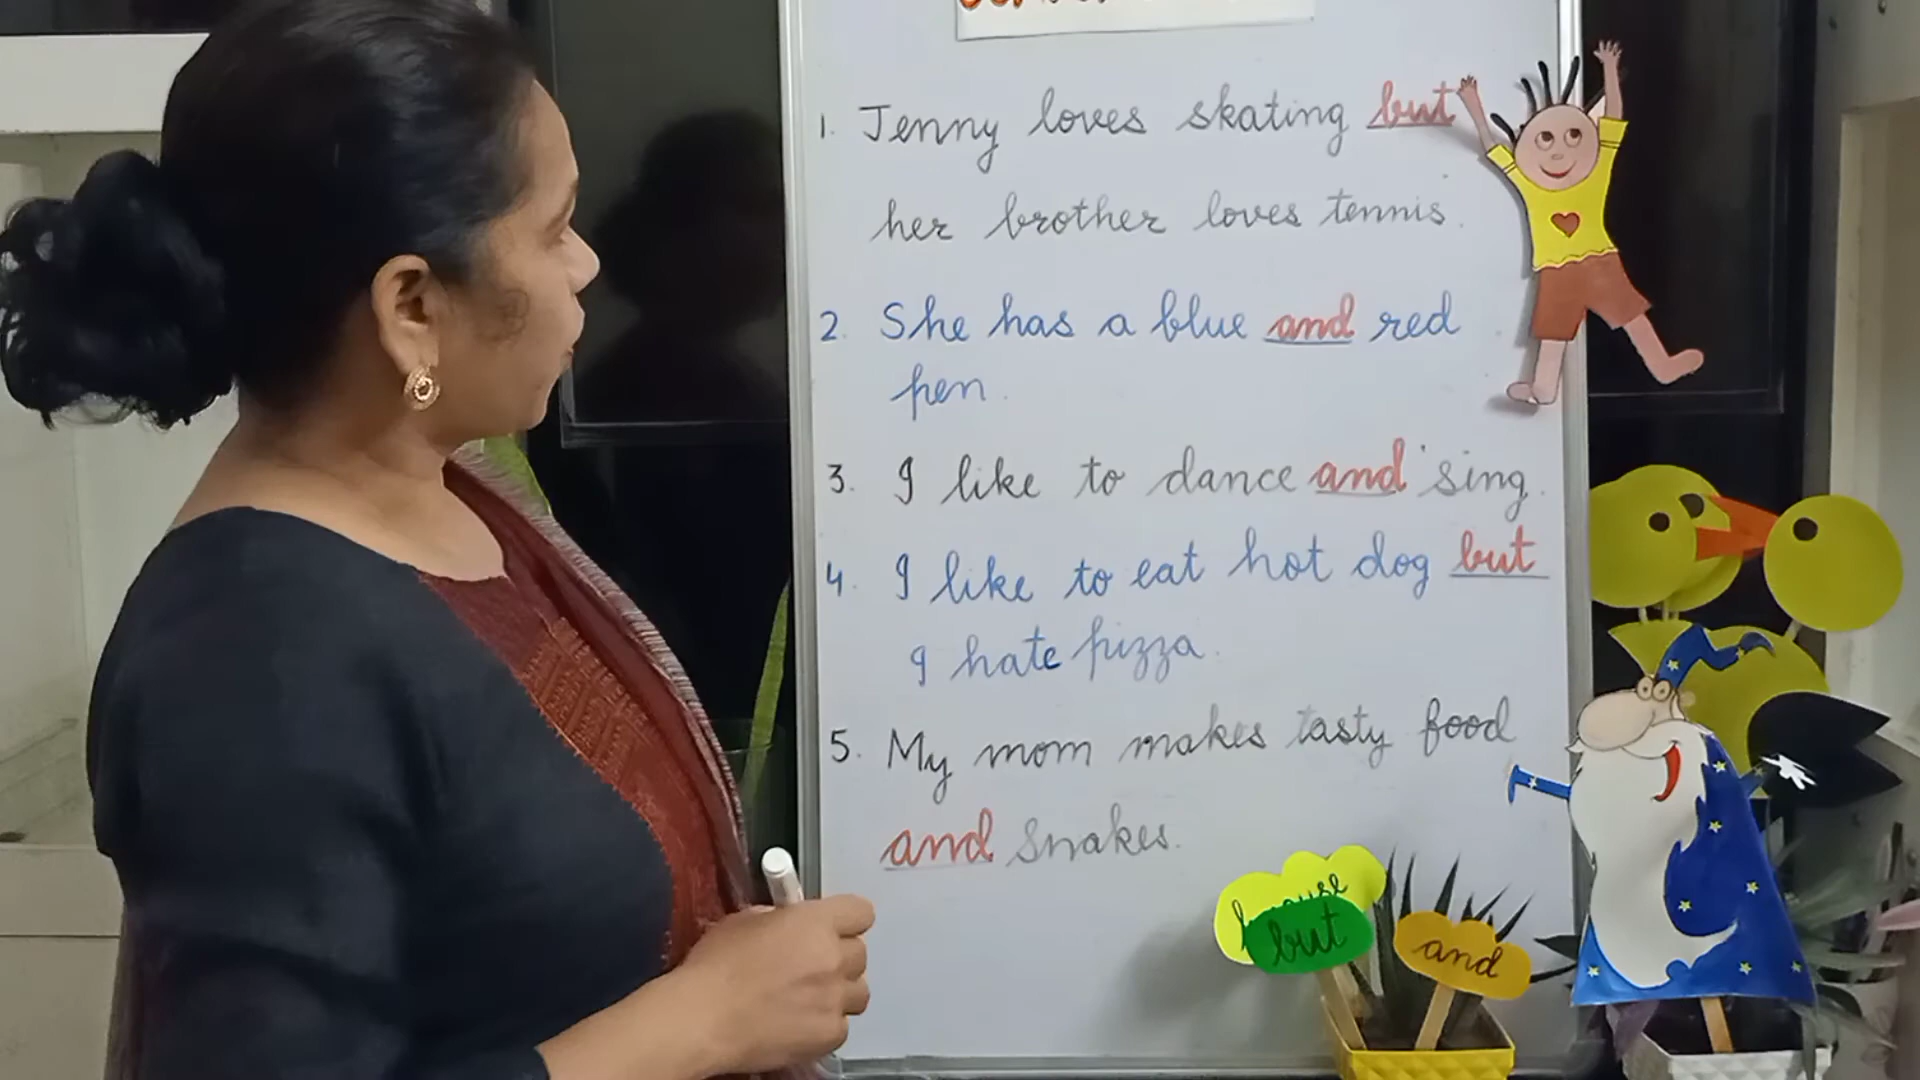 1. Jenny loves skating but
her brother loves tennis.
2. She has a blue and red
pen.
3. I like to dance and sing.
4. I like to eat hot dog but
I hate pizza.
5. My mom makes tasty food
and snakes.
because
but
and